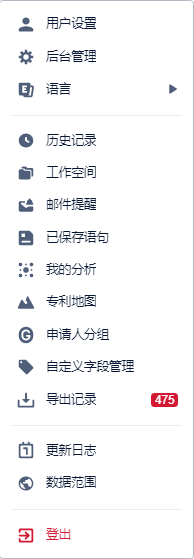 用户设置
后台管理
语言
历史记录
工作空间
邮件提醒
已保存语句
我的分析
专利地图
申请人分组
自定义字段管理
导出记录 475
更新日志
数据范围
登出